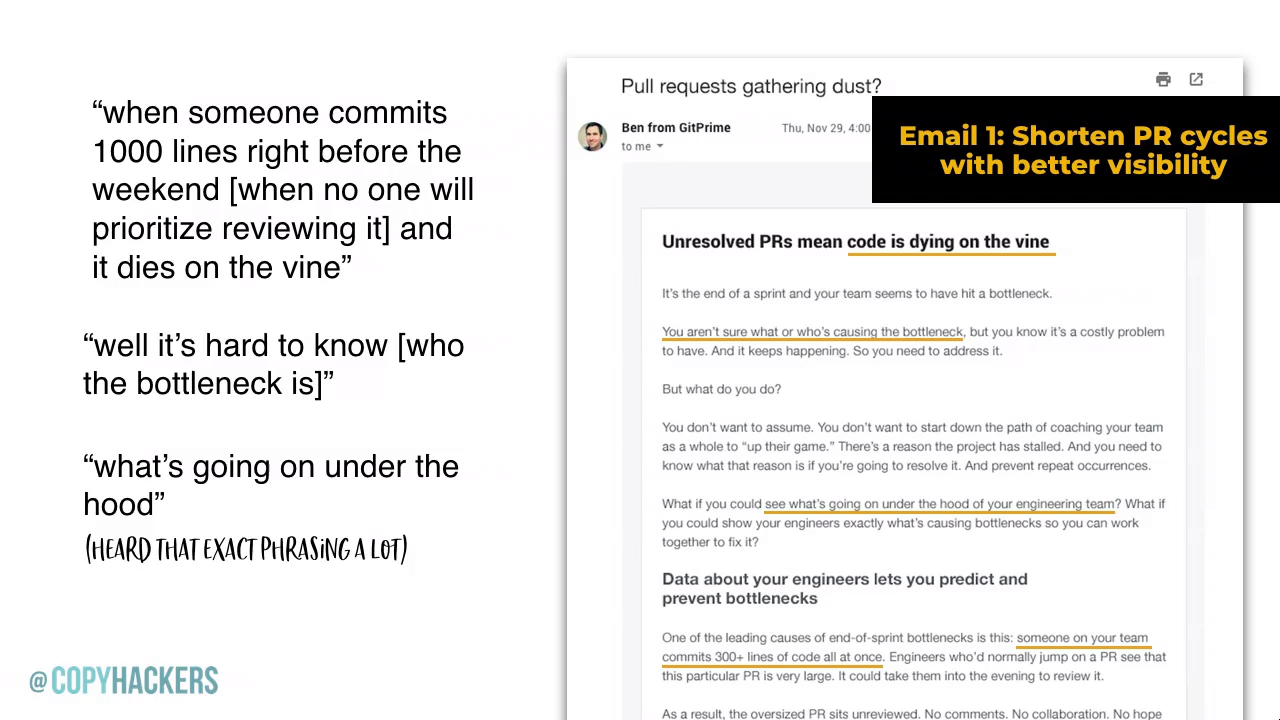 “when someone commits
1000 lines right before the
weekend [when no one will
prioritize reviewing it] and
it dies on the vine”
“well it’s hard to know [who
the bottleneck is]”
“what’s going on under the
hood”
(HEARD THAT EXACT PHRASING A LOT)
@COPYHACKERS
Pull requests gathering dust?
Ben from GitPrime
Thu, Nov 29, 4:00
to me
Email 1: Shorten PR cycles
with better visibility
Unresolved PRs mean code is dying on the vine
It’s the end of a sprint and your team seems to have hit a bottleneck.
You aren’t sure what or who’s causing the bottleneck, but you know it’s a costly problem
to have. And it keeps happening. So you need to address it.
But what do you do?
You don’t want to assume. You don’t want to start down the path of coaching your team
as a whole to “up their game.” There’s a reason the project has stalled. And you need to
know what that reason is if you’re going to resolve it. And prevent repeat occurrences.
What if you could see what’s going on under the hood of your engineering team? What if
you could show your engineers exactly what’s causing bottlenecks so you can work
together to fix it?
Data about your engineers lets you predict and
prevent bottlenecks
One of the leading causes of end-of-sprint bottlenecks is this: someone on your team
commits 300+ lines of code all at once. Engineers who’d normally jump on a PR see that
this particular PR is very large. It could take them into the evening to review it.
As a result, the oversized PR sits unreviewed. No comments. No collaboration. No hope